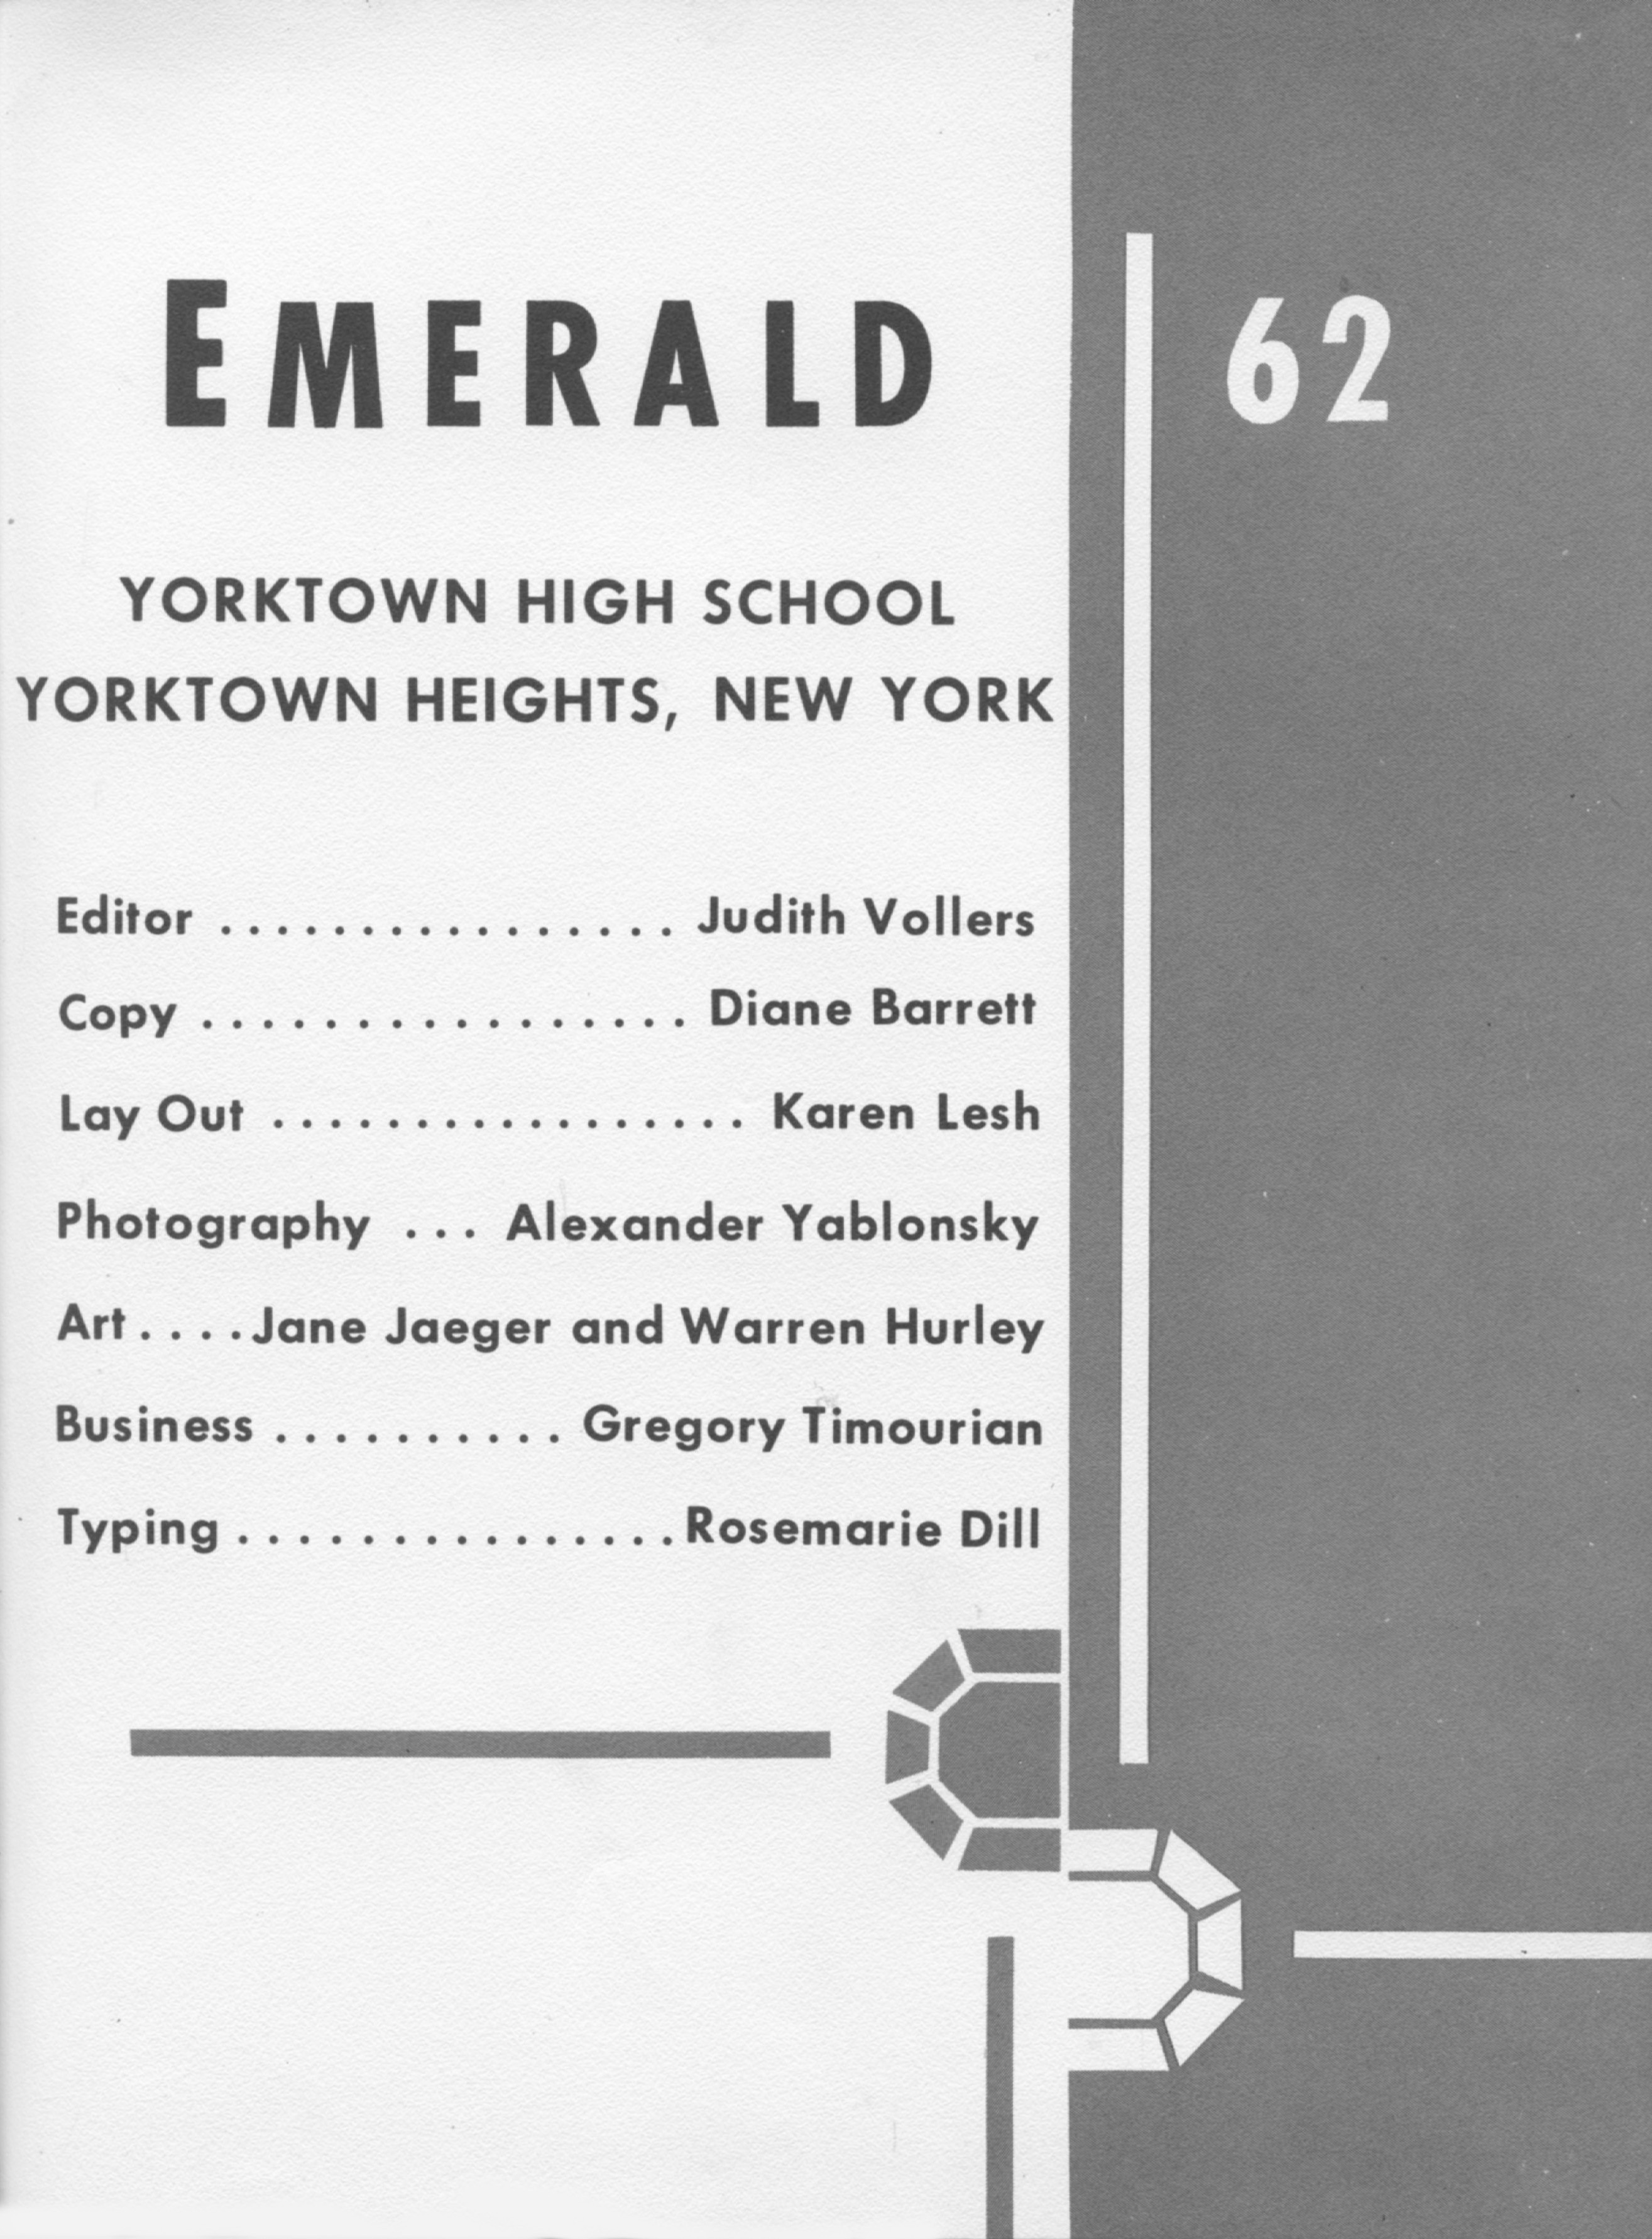 EMERALD 62
YORKTOWN HIGH SCHOOL
YORKTOWN HEIGHTS, NEW YORK
Editor ................ Judith Vollers
Copy ................ Diane Barrett
Lay Out ................. Karen Lesh
Photography ... Alexander Yablonsky
Art....Jane Jaeger and Warren Hurley
Business .......... Gregory Timourian
Typing ...............Rosemarie Dill